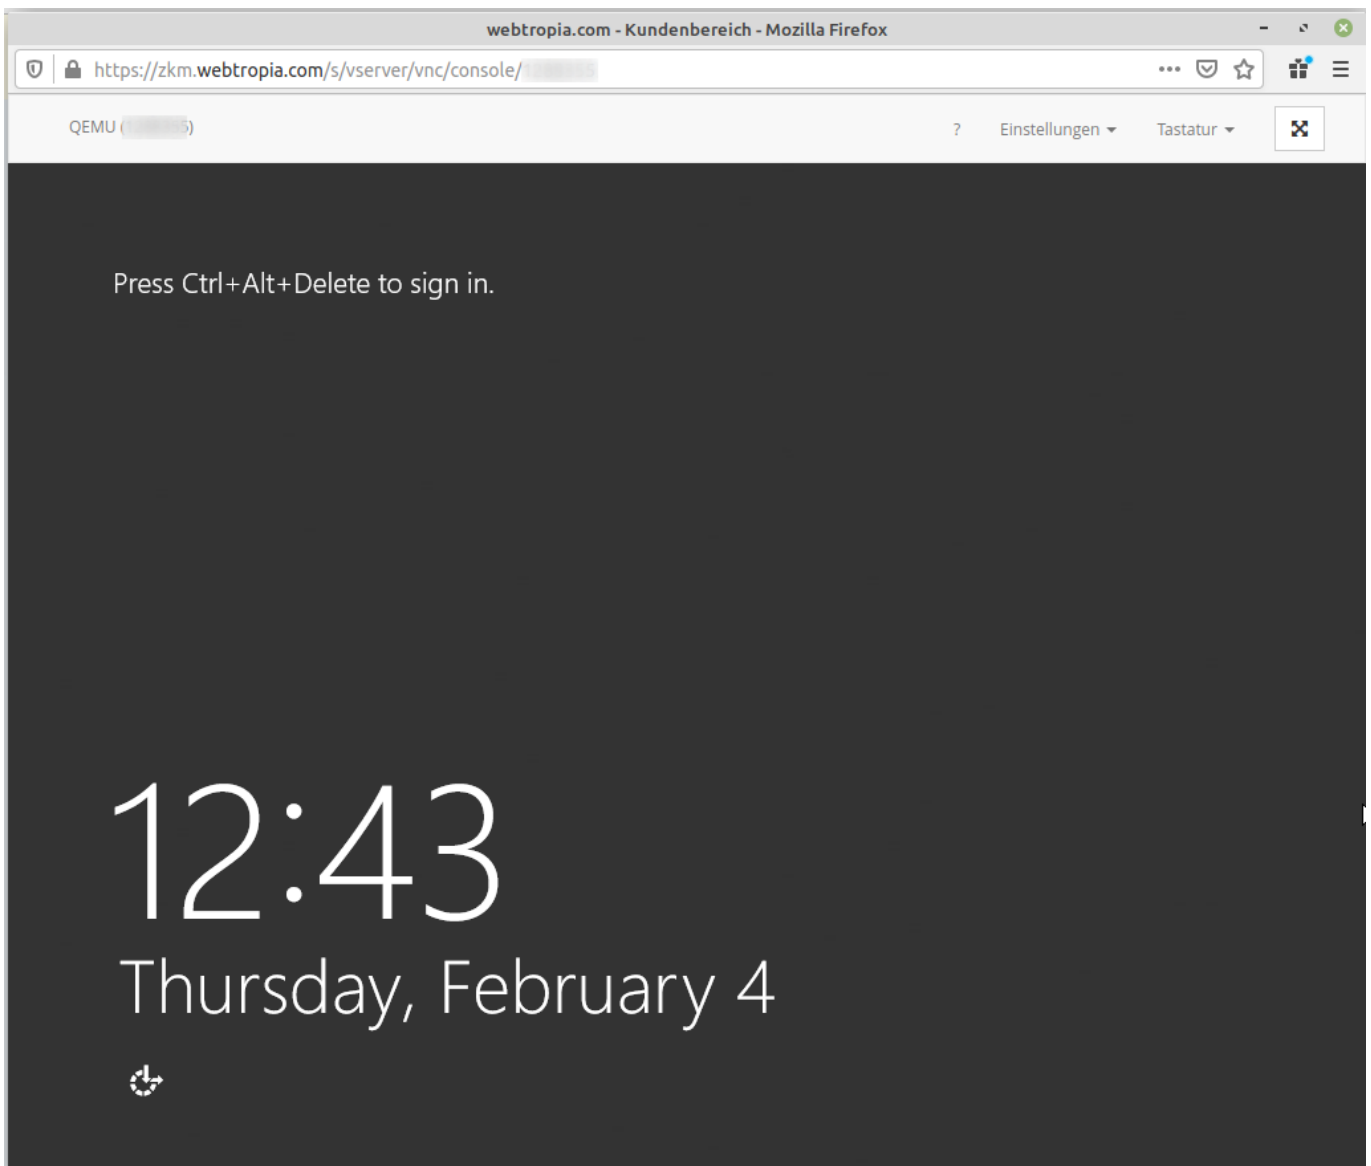 webtropia.com - Kundenbereich - Mozilla Firefox
https://zkm.webtropia.com/s/vserver/vnc/console/
QEMU ( 5)
? Einstellungen Tastatur
Press Ctrl+Alt+Delete to sign in.
12:43
Thursday, February 4